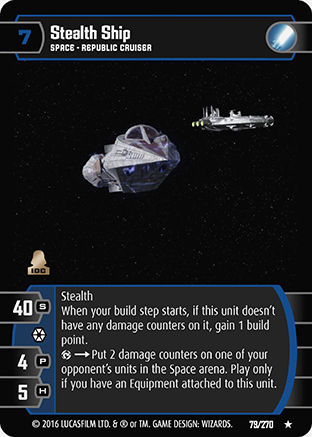 7
Stealth Ship
SPACE - REPUBLIC CRUISER
IDC
40 S
4 P
5 H
Stealth
When your build step starts, if this unit doesn't
have any damage counters on it, gain 1 build
point.
Put 2 damage counters on one of your
opponent's units in the Space arena. Play only
if you have an Equipment attached to this unit.
© 2016 LUCASFILM LTD. & ® or TM. GAME DESIGN: WIZARDS. 79/270